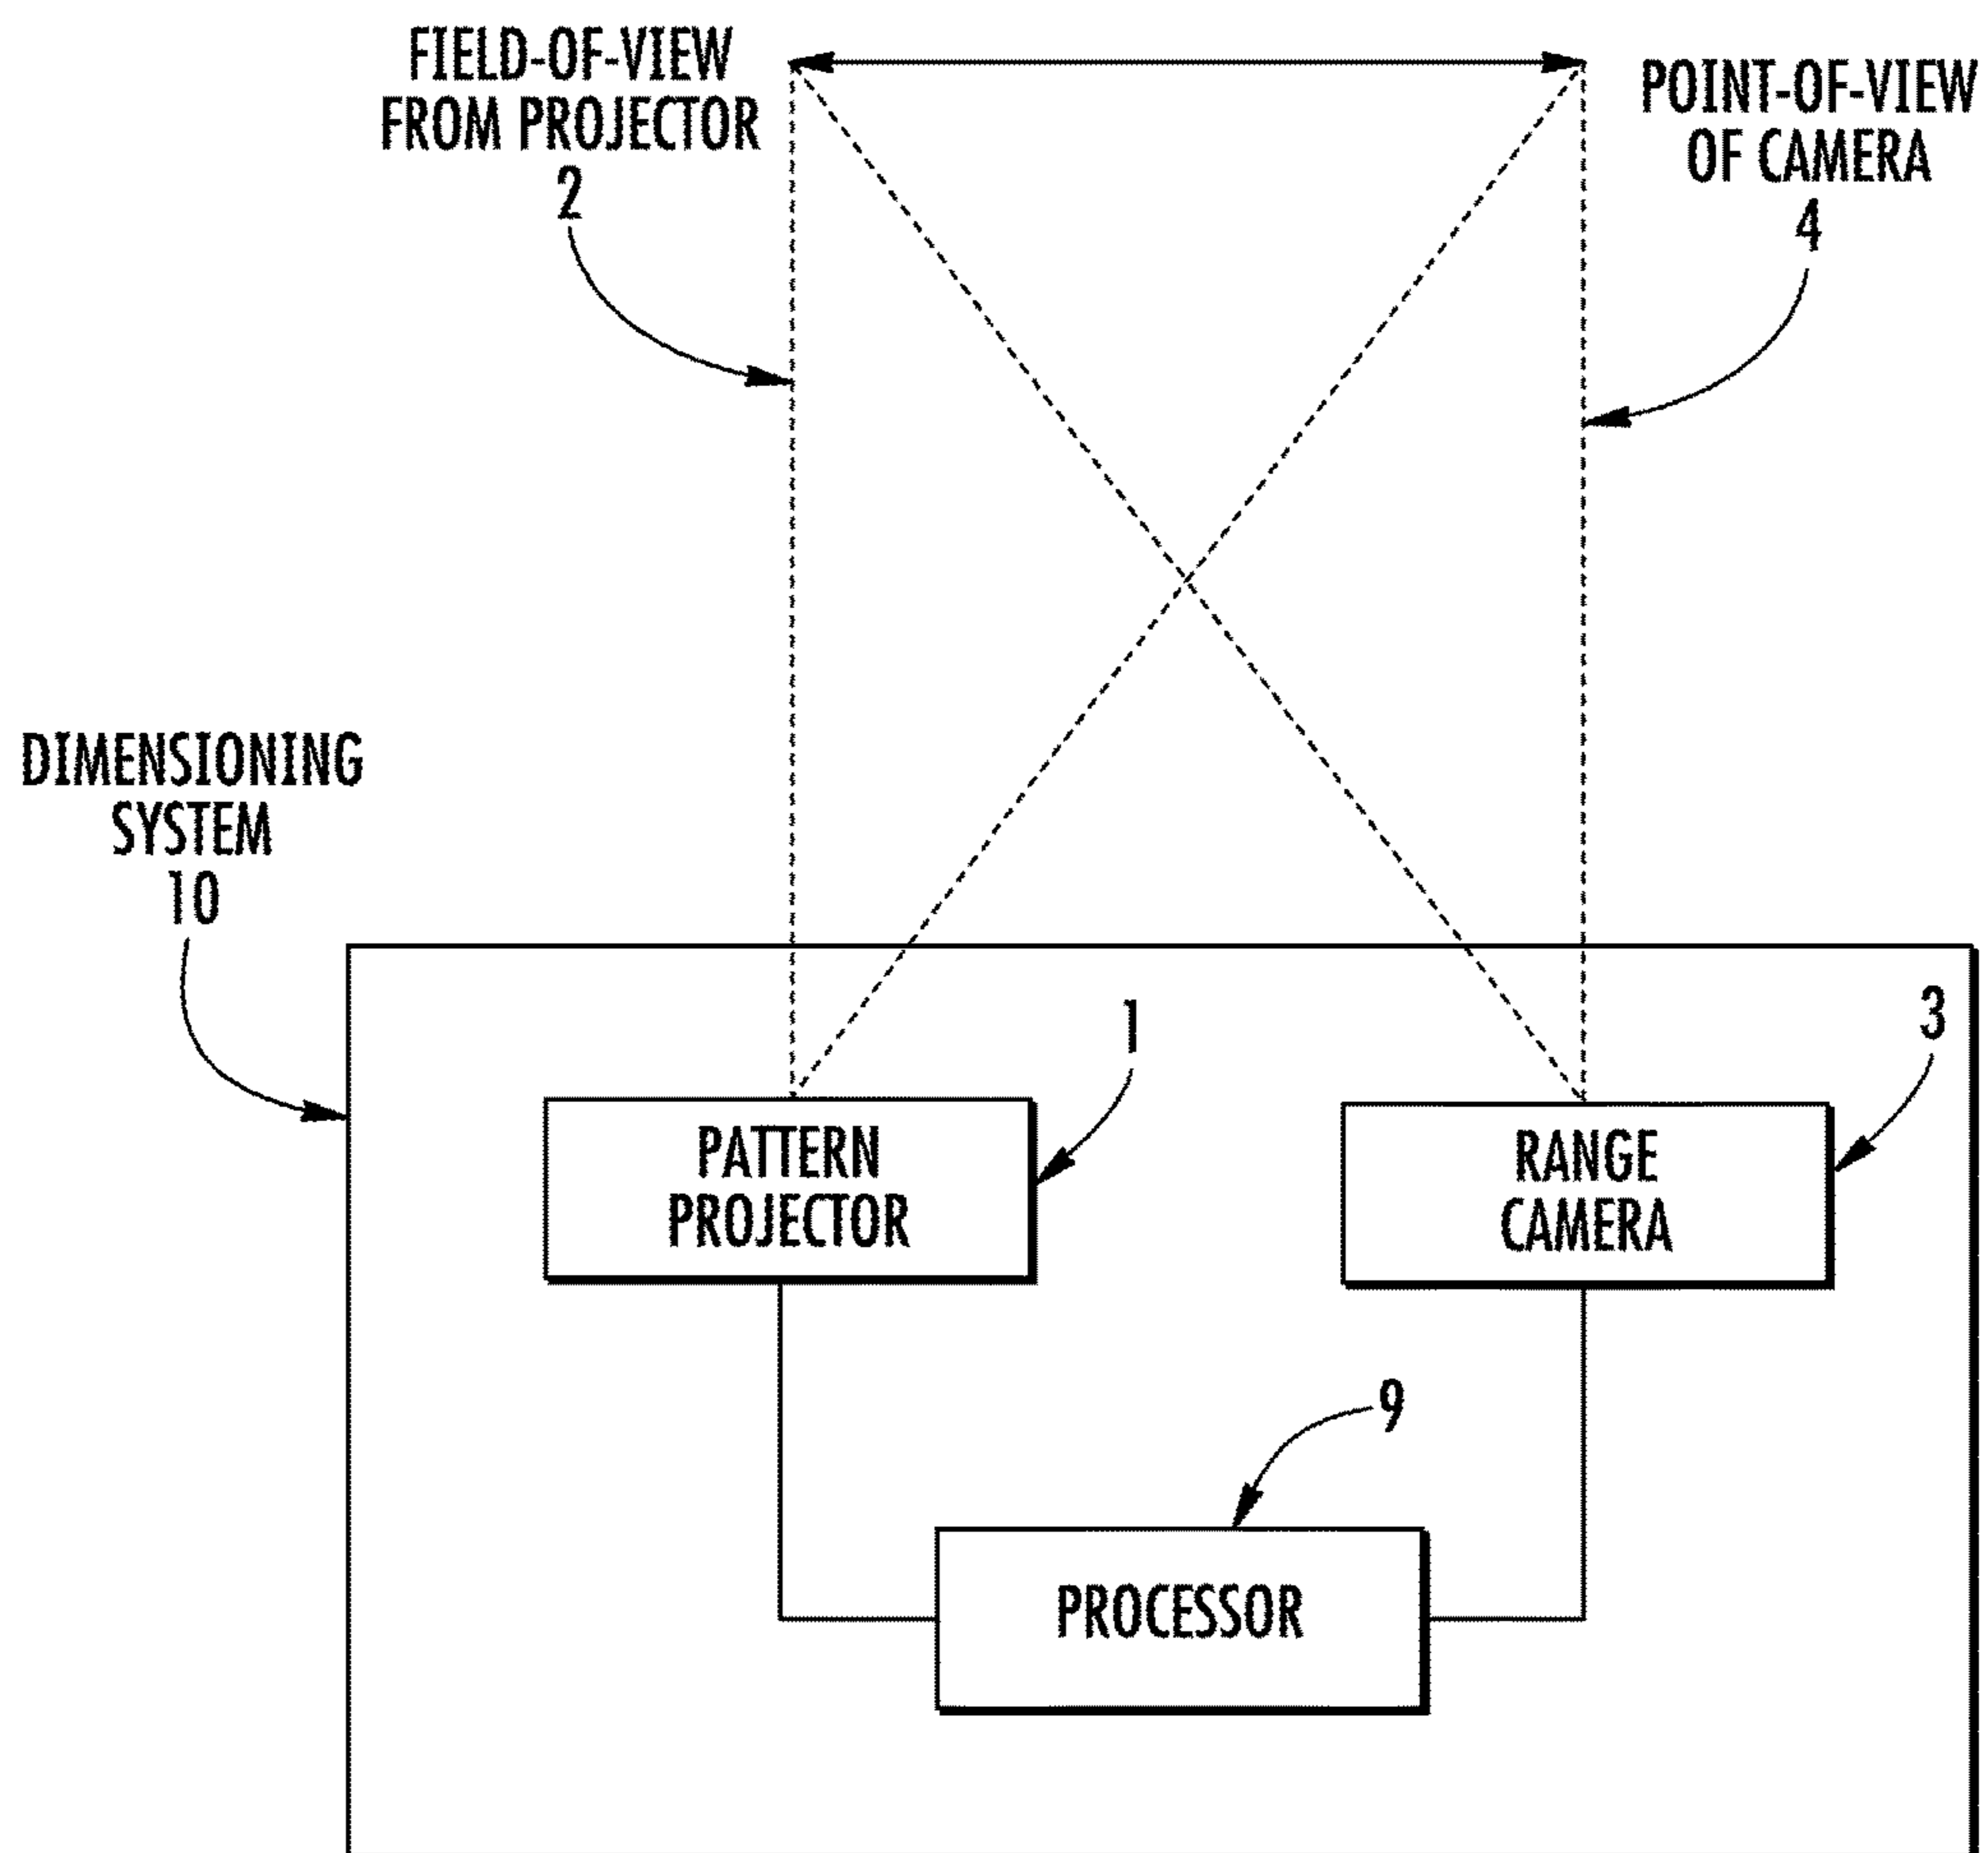 FIELD-OF-VIEW
FROM PROJECTOR
2
POINT-OF-VIEW
OF CAMERA
4
DIMENSIONING
SYSTEM
10
1
3
PATTERN
PROJECTOR
RANGE
CAMERA
9
PROCESSOR